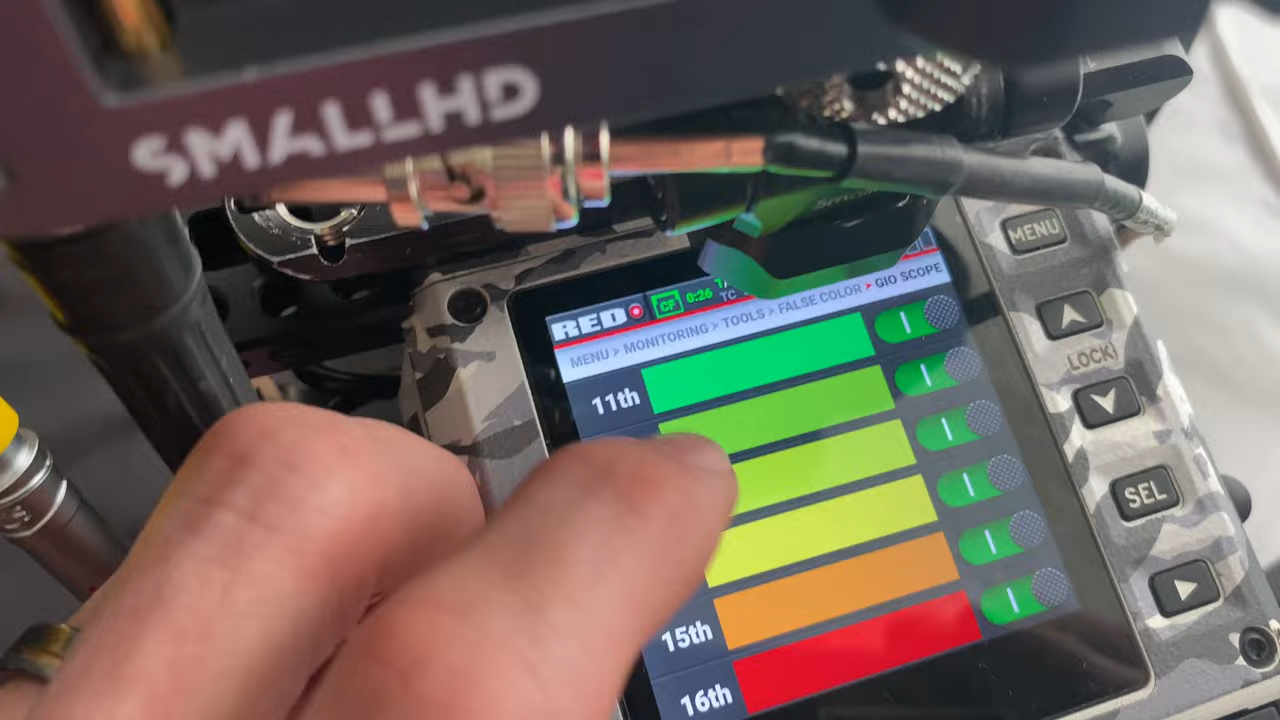 SMALLHD
MENU
RED
CF 0:26
TC
MENU > MONITORING > TOOLS > FALSE COLOR > GIO SCOPE
LOCK
11th
SEL
15th
16th